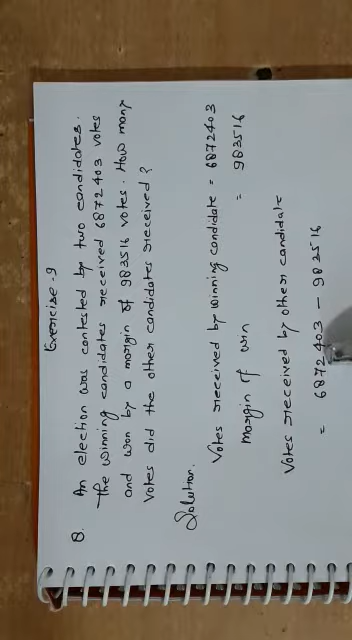 Exercise - 9
8. An election was contested by two candidates.
the winning candidates received 6872403 votes
and won by a margin of 983516 votes. How many
votes did the other candidates received?
Solution.
Votes received by winning candidate = 6872403
Margin of win = 983516
Votes received by other candidate
= 6872403 - 983516